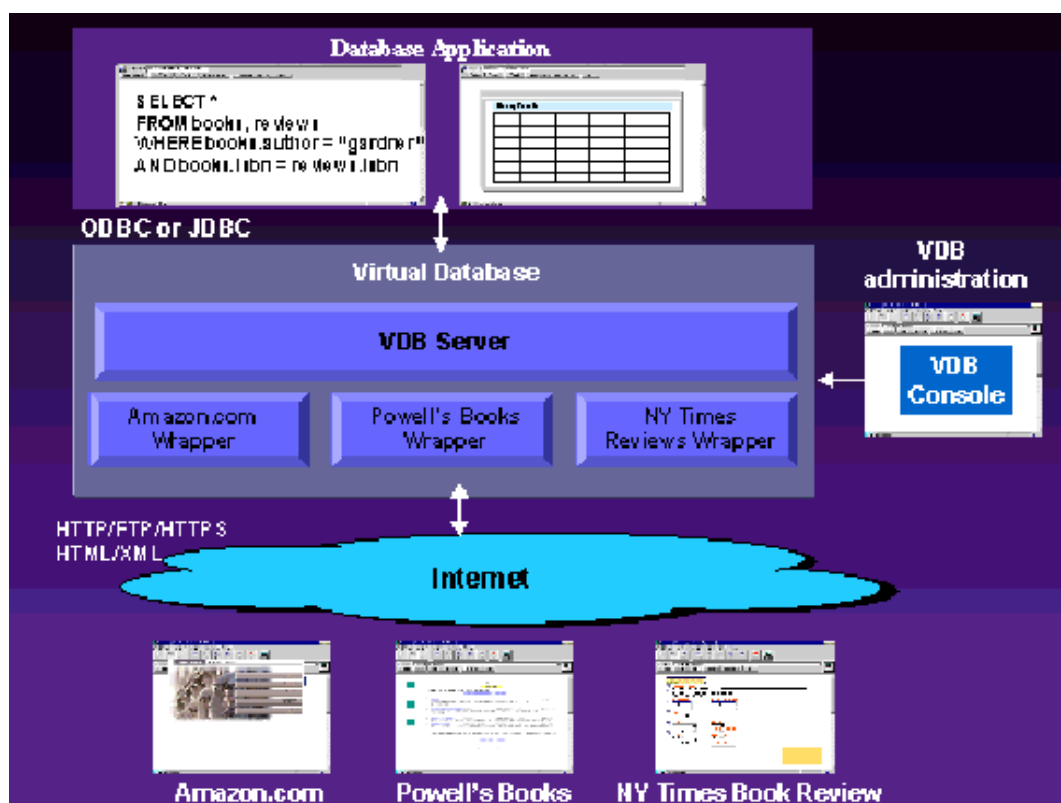 Database Application
SELECT *
FROM books, reviews
WHERE books.author = "gardner"
AND books.isbn = reviews.isbn
ODBC or JDBC
Virtual Database
VDB Server
Amazon.com
Wrapper
Powell's Books
Wrapper
NY Times
Reviews Wrapper
VDB
administration
VDB
Console
HTTP/FTP/HTTPS
HTML/XML
Internet
Amazon.com
Powell's Books
NY Times Book Review